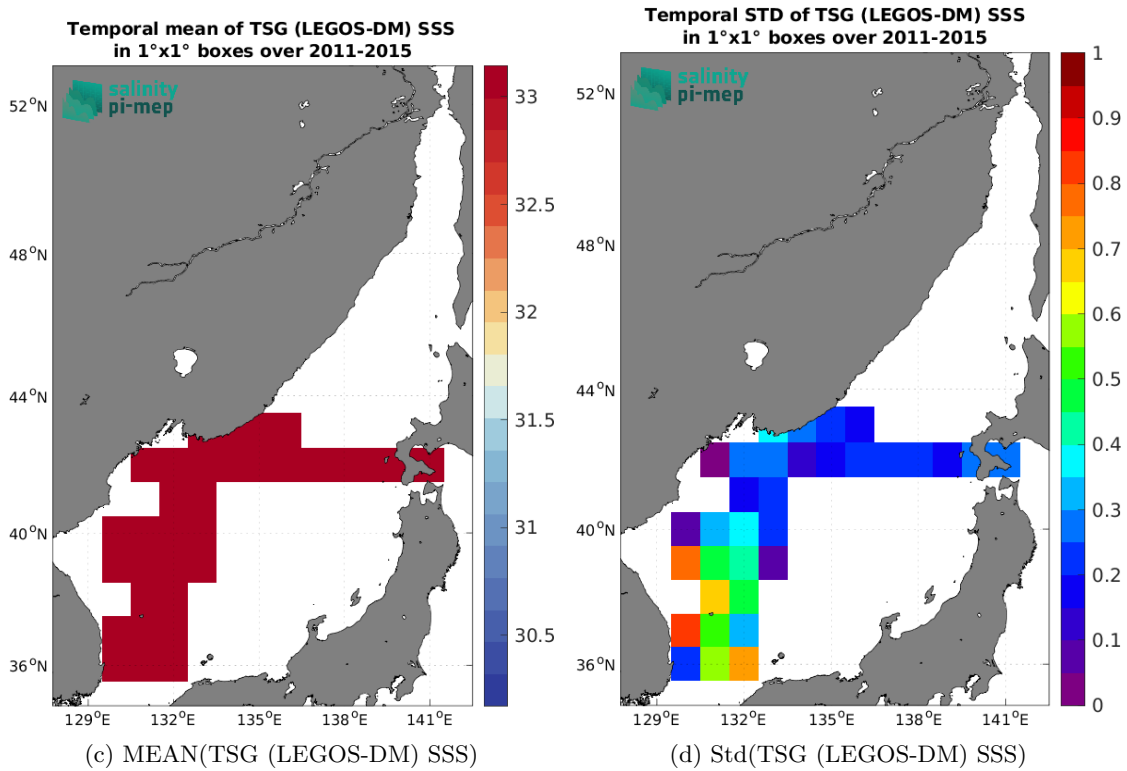 Temporal mean of TSG (LEGOS-DM) SSS
in 1°x1° boxes over 2011-2015
salinity
pi-mep
52°N
48°N
44°N
40°N
36°N
129°E 132°E 135°E 138°E 141°E
33
32.5
32
31.5
31
30.5
(c) MEAN(TSG (LEGOS-DM) SSS)
Temporal STD of TSG (LEGOS-DM) SSS
in 1°x1° boxes over 2011-2015
salinity
pi-mep
52°N
48°N
44°N
40°N
36°N
129°E 132°E 135°E 138°E 141°E
1
0.9
0.8
0.7
0.6
0.5
0.4
0.3
0.2
0.1
0
(d) Std(TSG (LEGOS-DM) SSS)